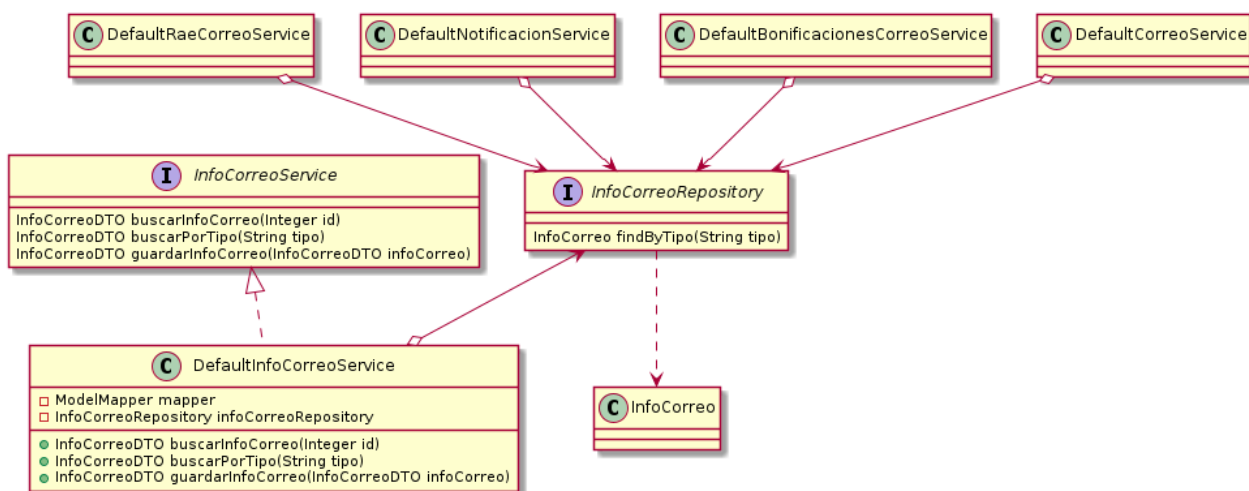 C DefaultRaeCorreoService
C DefaultNotificacionService
C DefaultBonificacionesCorreoService
C DefaultCorreoService
I InfoCorreoService
InfoCorreoDTO buscarInfoCorreo(Integer id)
InfoCorreoDTO buscarPorTipo(String tipo)
InfoCorreoDTO guardarInfoCorreo(InfoCorreoDTO infoCorreo)
I InfoCorreoRepository
InfoCorreo findByTipo(String tipo)
C DefaultInfoCorreoService
ModelMapper mapper
InfoCorreoRepository infoCorreoRepository
InfoCorreoDTO buscarInfoCorreo(Integer id)
InfoCorreoDTO buscarPorTipo(String tipo)
InfoCorreoDTO guardarInfoCorreo(InfoCorreoDTO infoCorreo)
C InfoCorreo